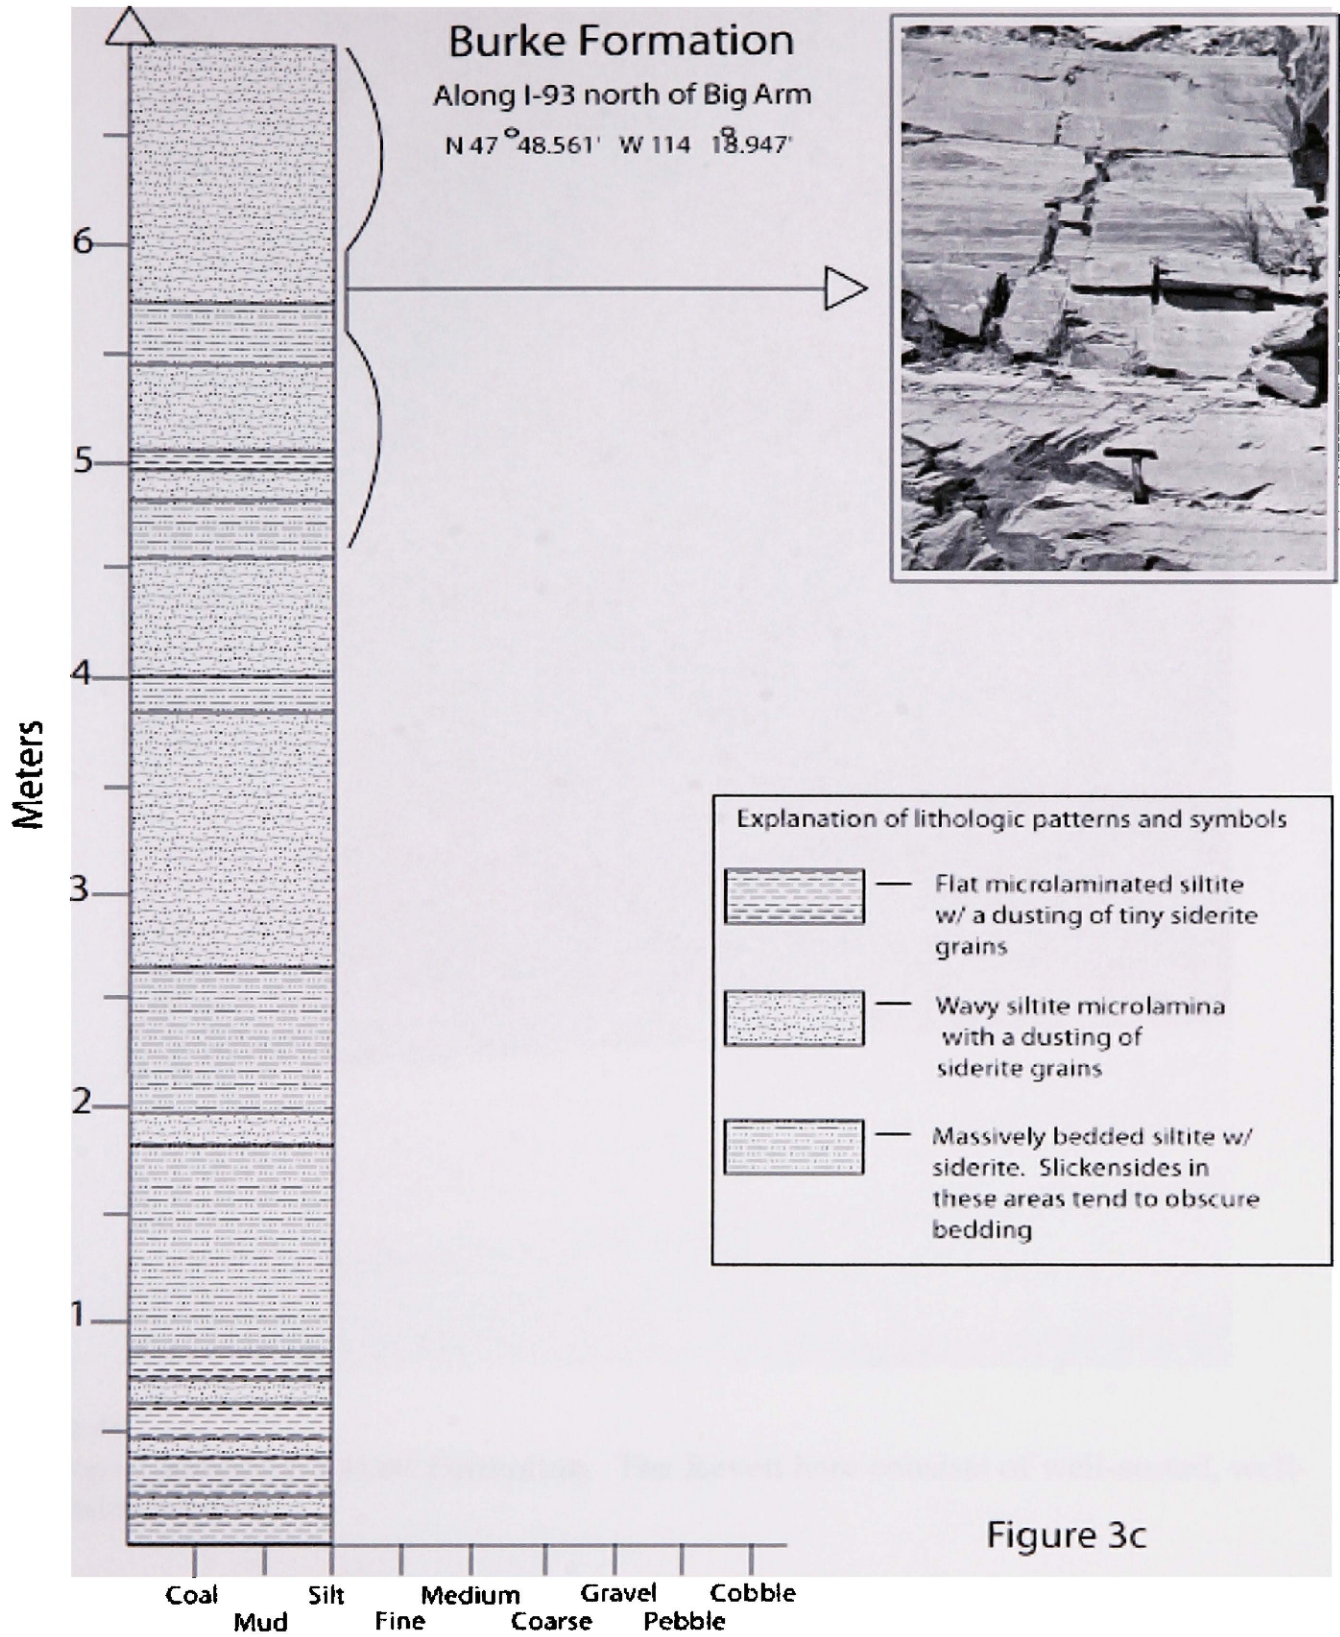 Burke Formation
Along I-93 north of Big Arm
N 47 °48.561' W 114 °18.947'
6
5
4
3
2
1
Meters
Explanation of lithologic patterns and symbols
Flat microlaminated siltite
w/ a dusting of tiny siderite
grains
Wavy siltite microlamina
with a dusting of
siderite grains
Massively bedded siltite w/
siderite. Slickensides in
these areas tend to obscure
bedding
Figure 3c
Coal
Mud
Silt
Fine
Medium
Coarse
Gravel
Pebble
Cobble